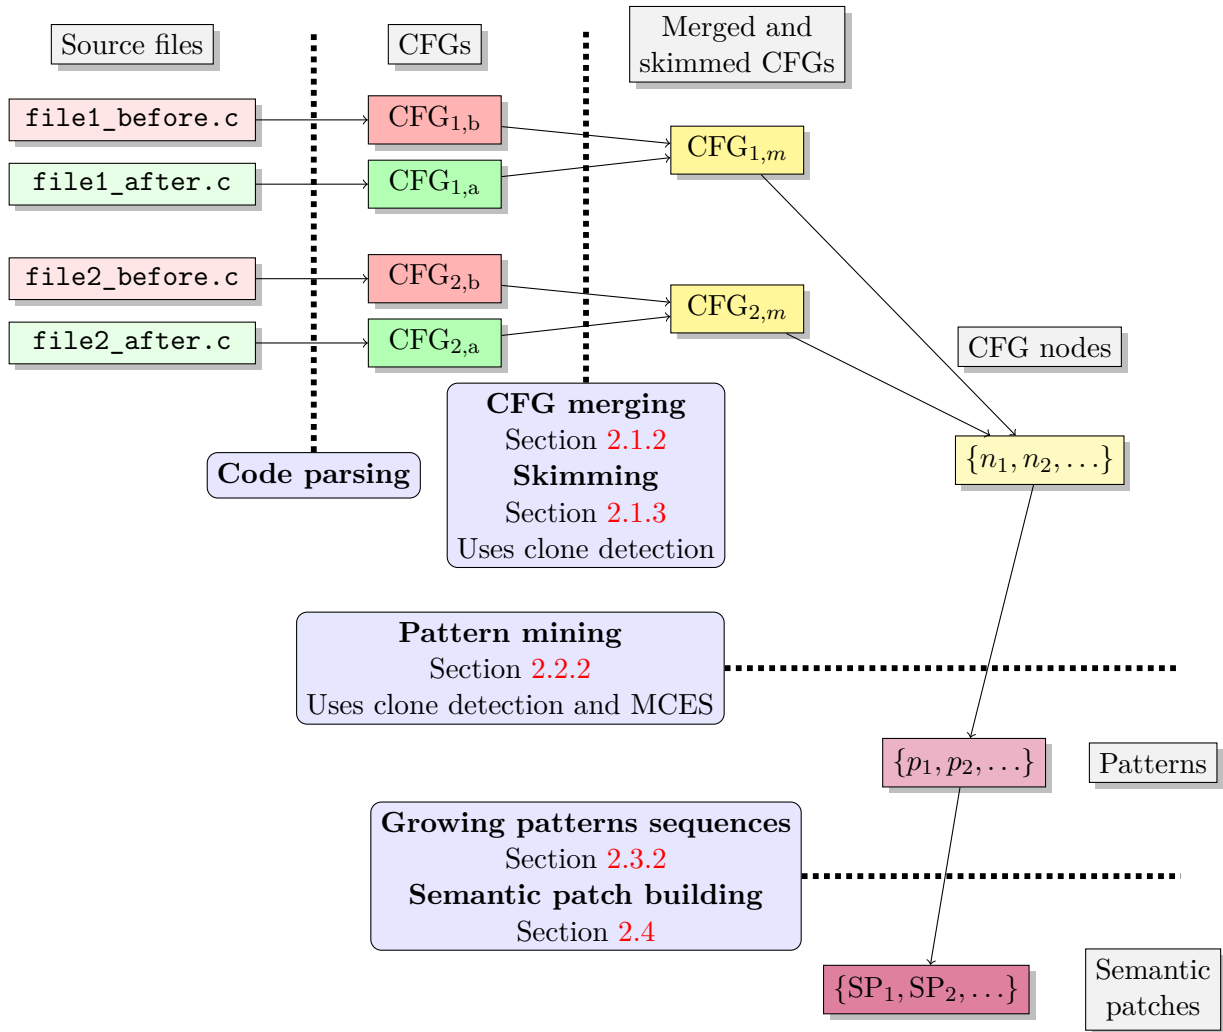 Source files
CFGs
Merged and
skimmed CFGs
file1_before.c
CFG1,b
CFG1,m
file1_after.c
CFG1,a
file2_before.c
CFG2,b
CFG2,m
file2_after.c
CFG2,a
CFG nodes
CFG merging
Section 2.1.2
Skimming
Section 2.1.3
Uses clone detection
Code parsing
{n1, n2, ...}
Pattern mining
Section 2.2.2
Uses clone detection and MCES
{p1, p2, ...}
Patterns
Growing patterns sequences
Section 2.3.2
Semantic patch building
Section 2.4
{SP1, SP2, ...}
Semantic
patches